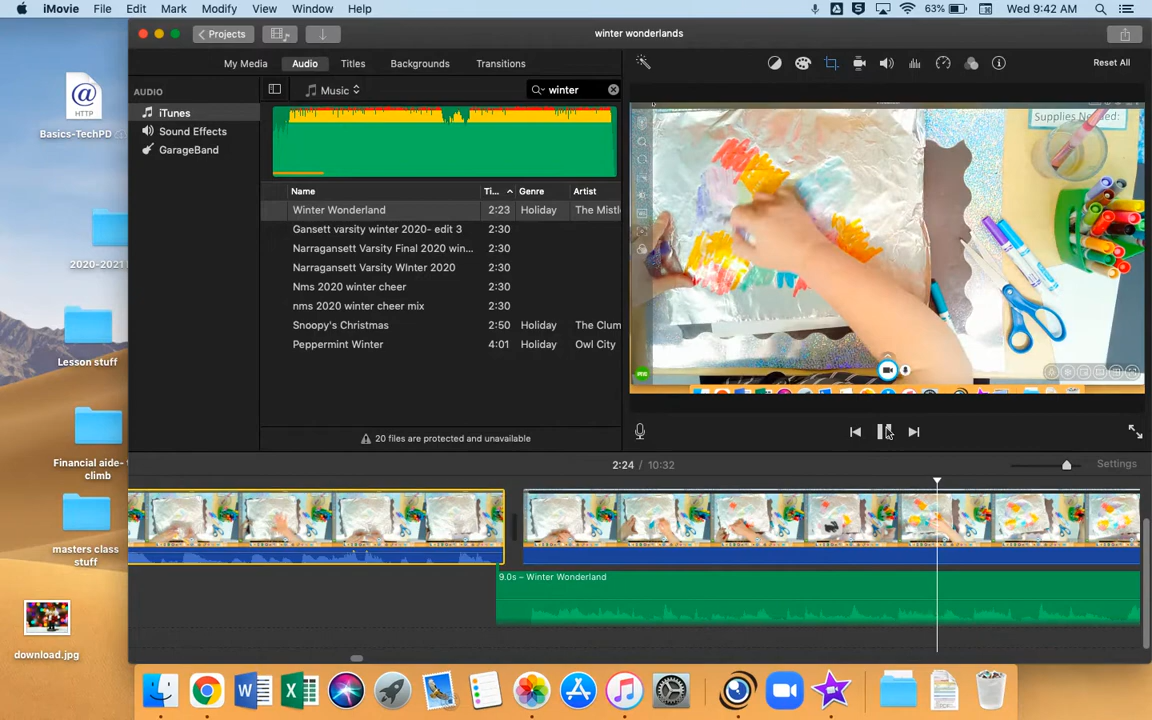 iMovie File Edit Mark Modify View Window Help 63% Wed 9:42 AM
Projects
winter wonderlands
My Media Audio Titles Backgrounds Transitions
Reset All
AUDIO
iTunes
Sound Effects
GarageBand
Music
winter
Name Ti... Genre Artist
Winter Wonderland 2:23 Holiday The Mistl
Gansett varsity winter 2020- edit 3 2:30
Narragansett Varsity Final 2020 win... 2:30
Narragansett Varsity WInter 2020 2:30
Nms 2020 winter cheer 2:30
nms 2020 winter cheer mix 2:30
Snoopy's Christmas 2:50 Holiday The Clum
Peppermint Winter 4:01 Holiday Owl City
20 files are protected and unavailable
Supplies Needed:
2:24 / 10:32
Settings
9.0s – Winter Wonderland
HTTP
Basics-TechPD
2020-2021
Lesson stuff
Financial aide-
climb
masters class
stuff
download.jpg